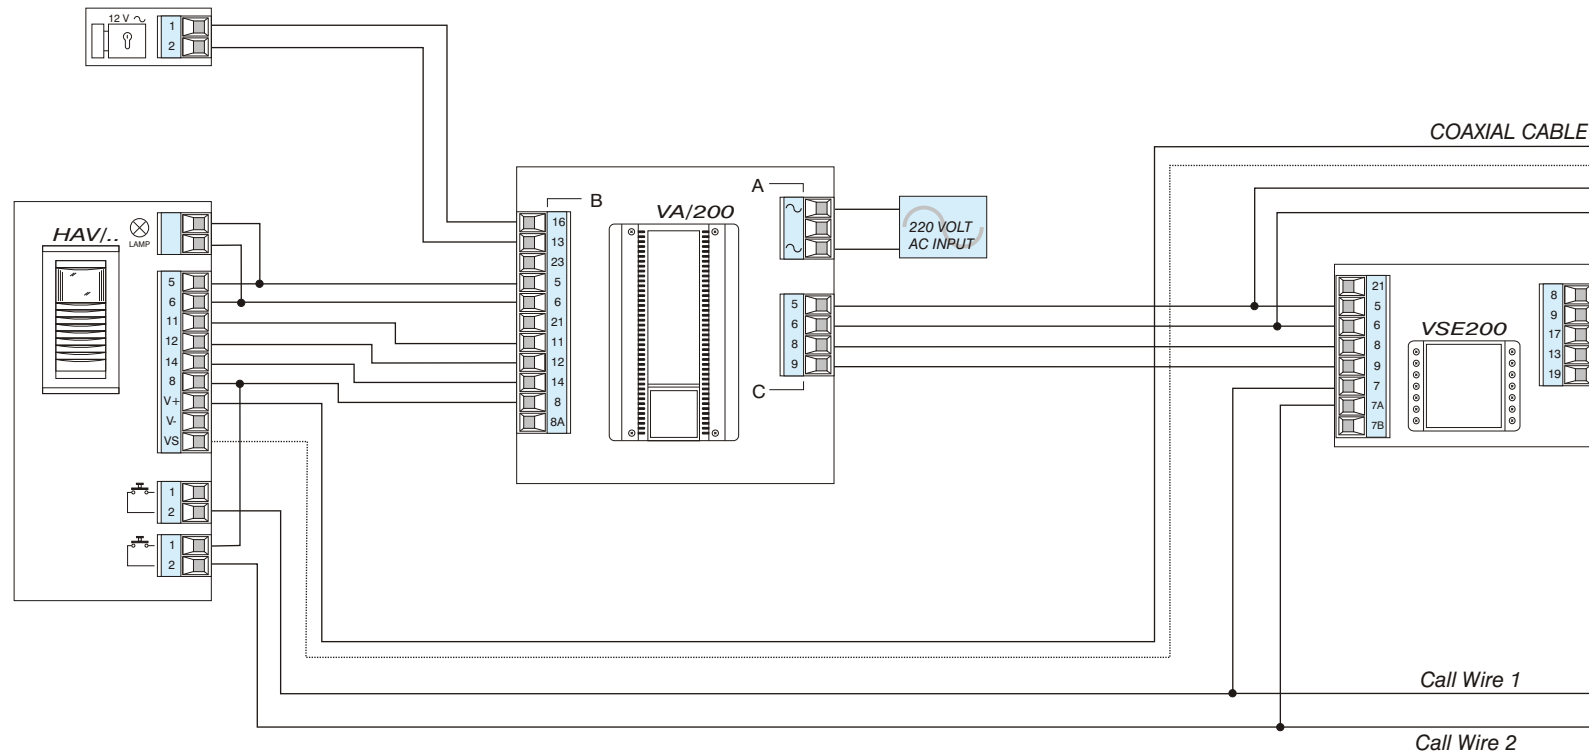 12 V
1
2
COAXIAL CABLE
HAV/..
LAMP
5
6
11
12
14
8
V+
V-
VS
1
2
1
2
B
16
13
23
5
6
21
11
12
14
8
8A
VA/200
A
220 VOLT
AC INPUT
5
6
8
9
C
21
5
6
8
9
7
7A
7B
VSE200
8
9
17
13
19
Call Wire 1
Call Wire 2